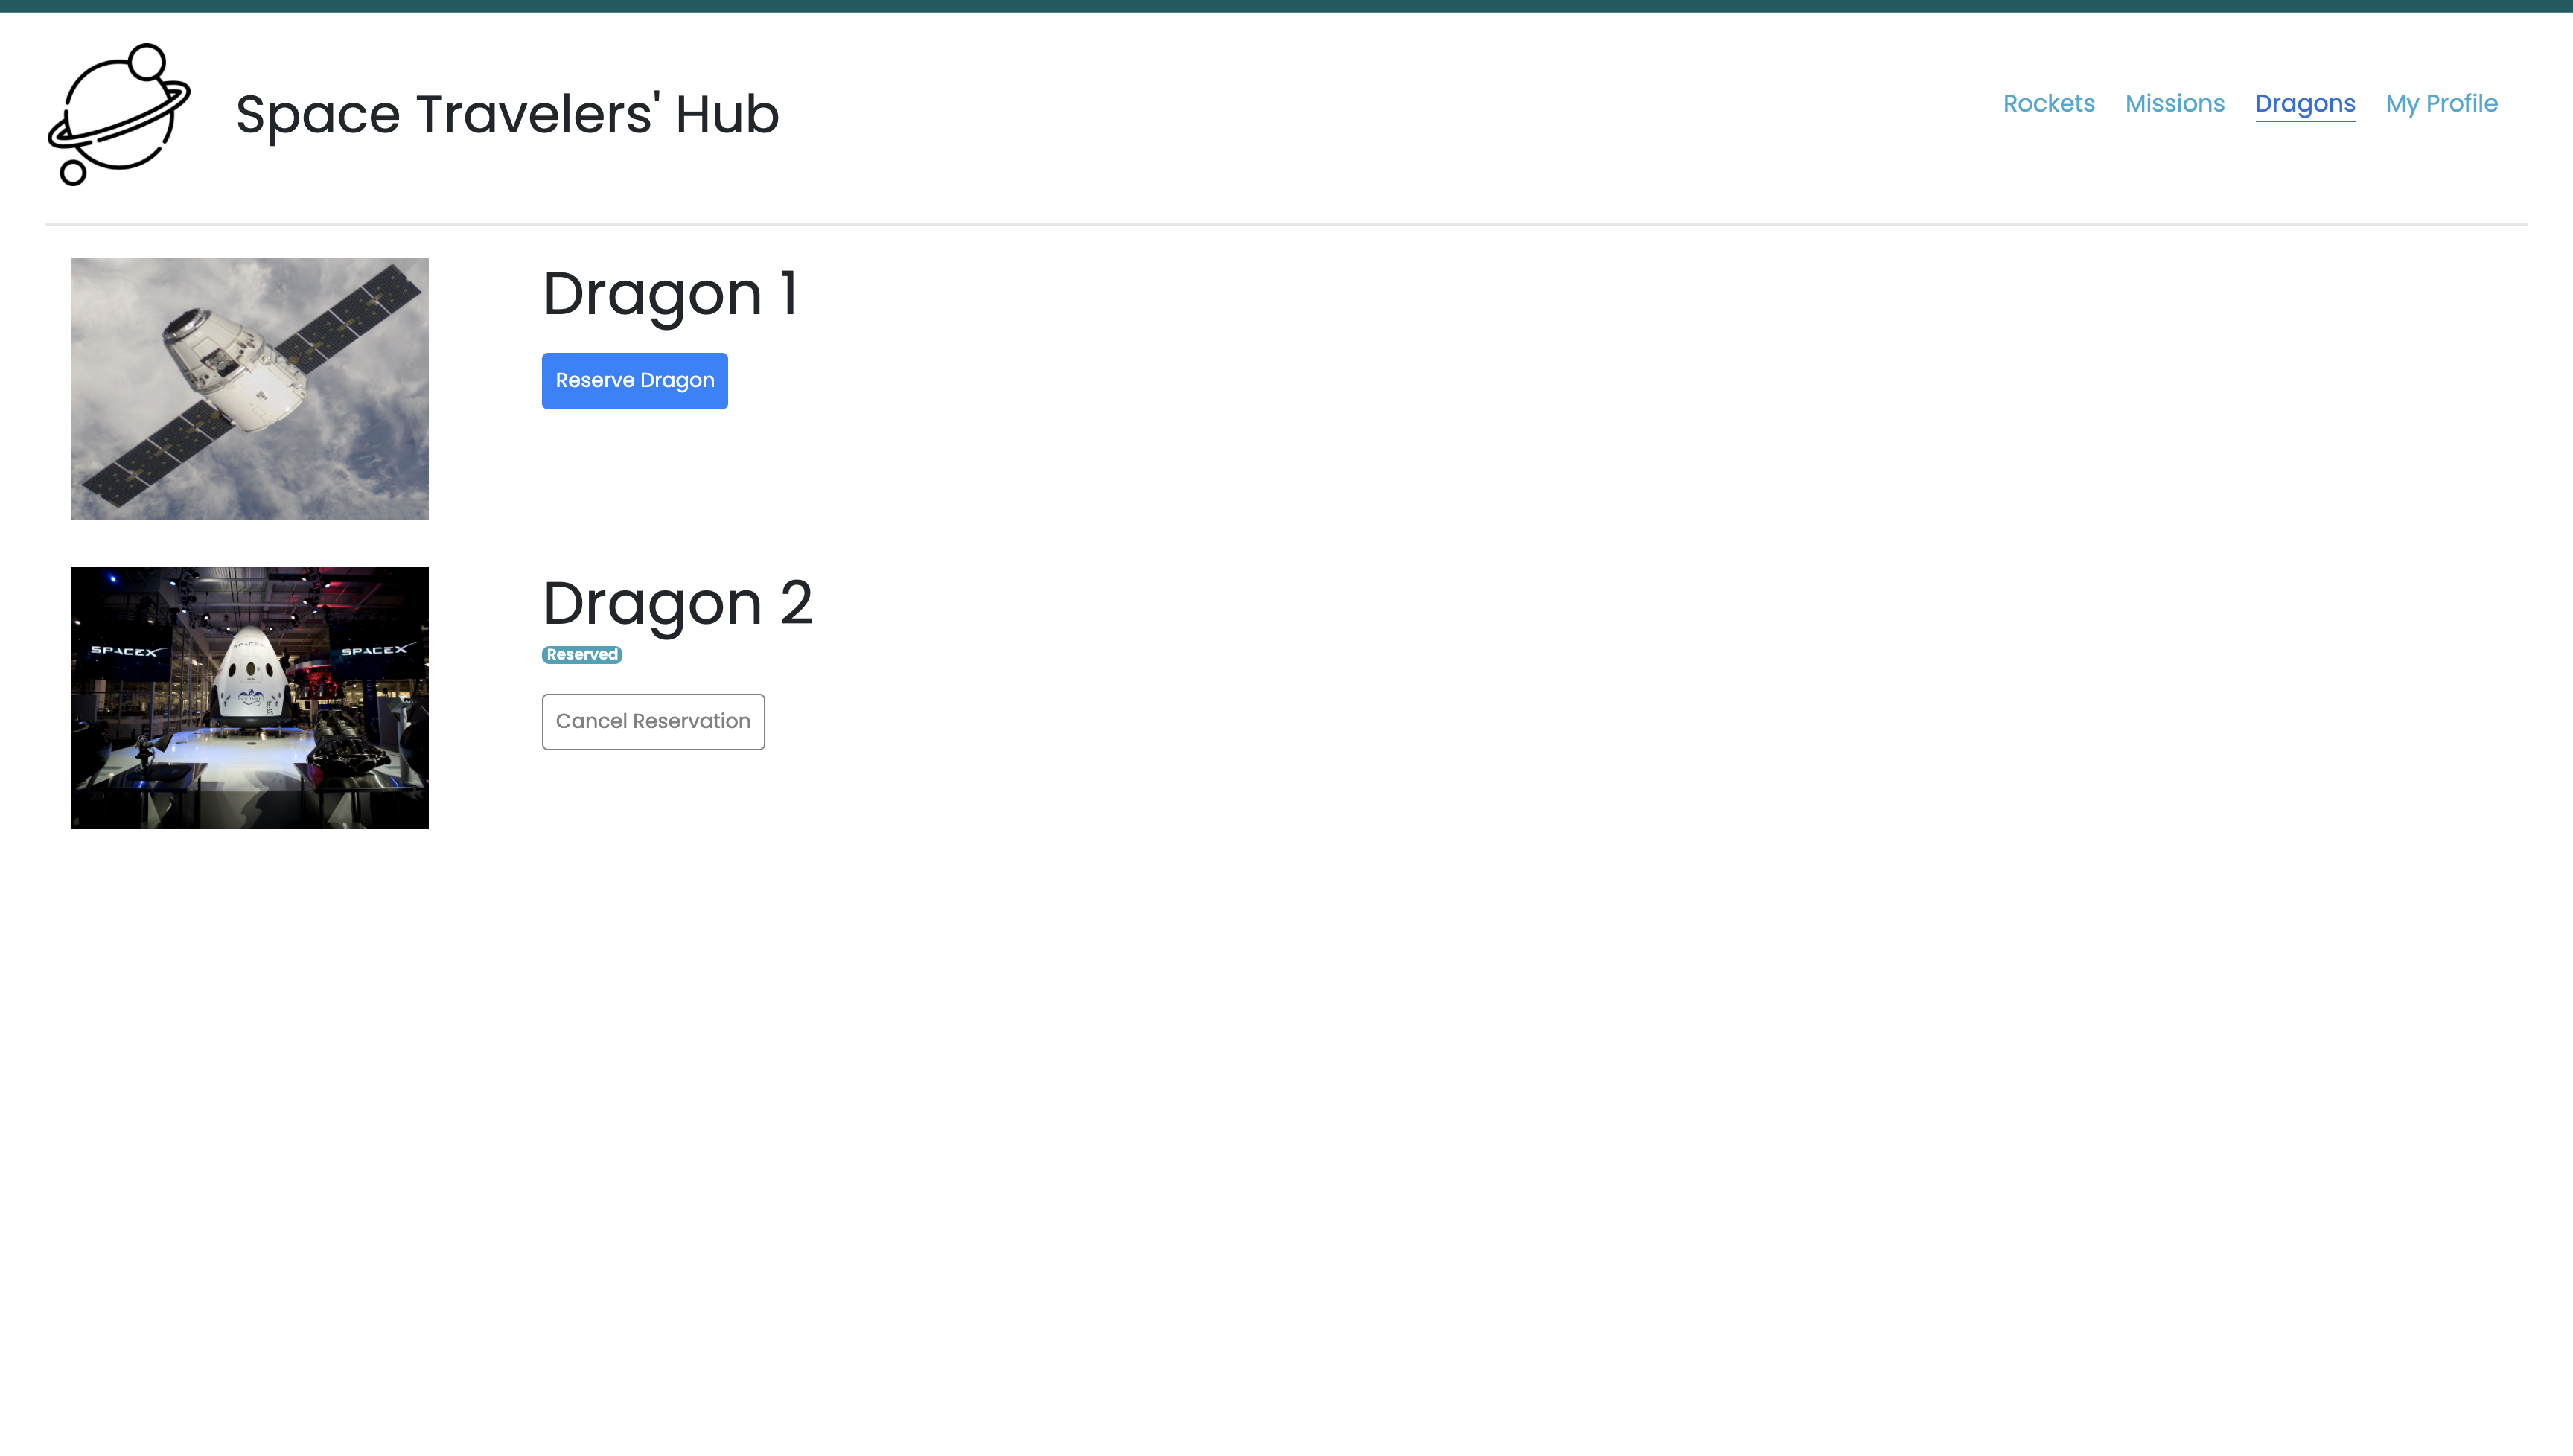 Space Travelers' Hub
Rockets Missions Dragons My Profile
Dragon 1
Reserve Dragon
SPACEX
SPACEX
SPACEX
Dragon 2
Reserved
Cancel Reservation